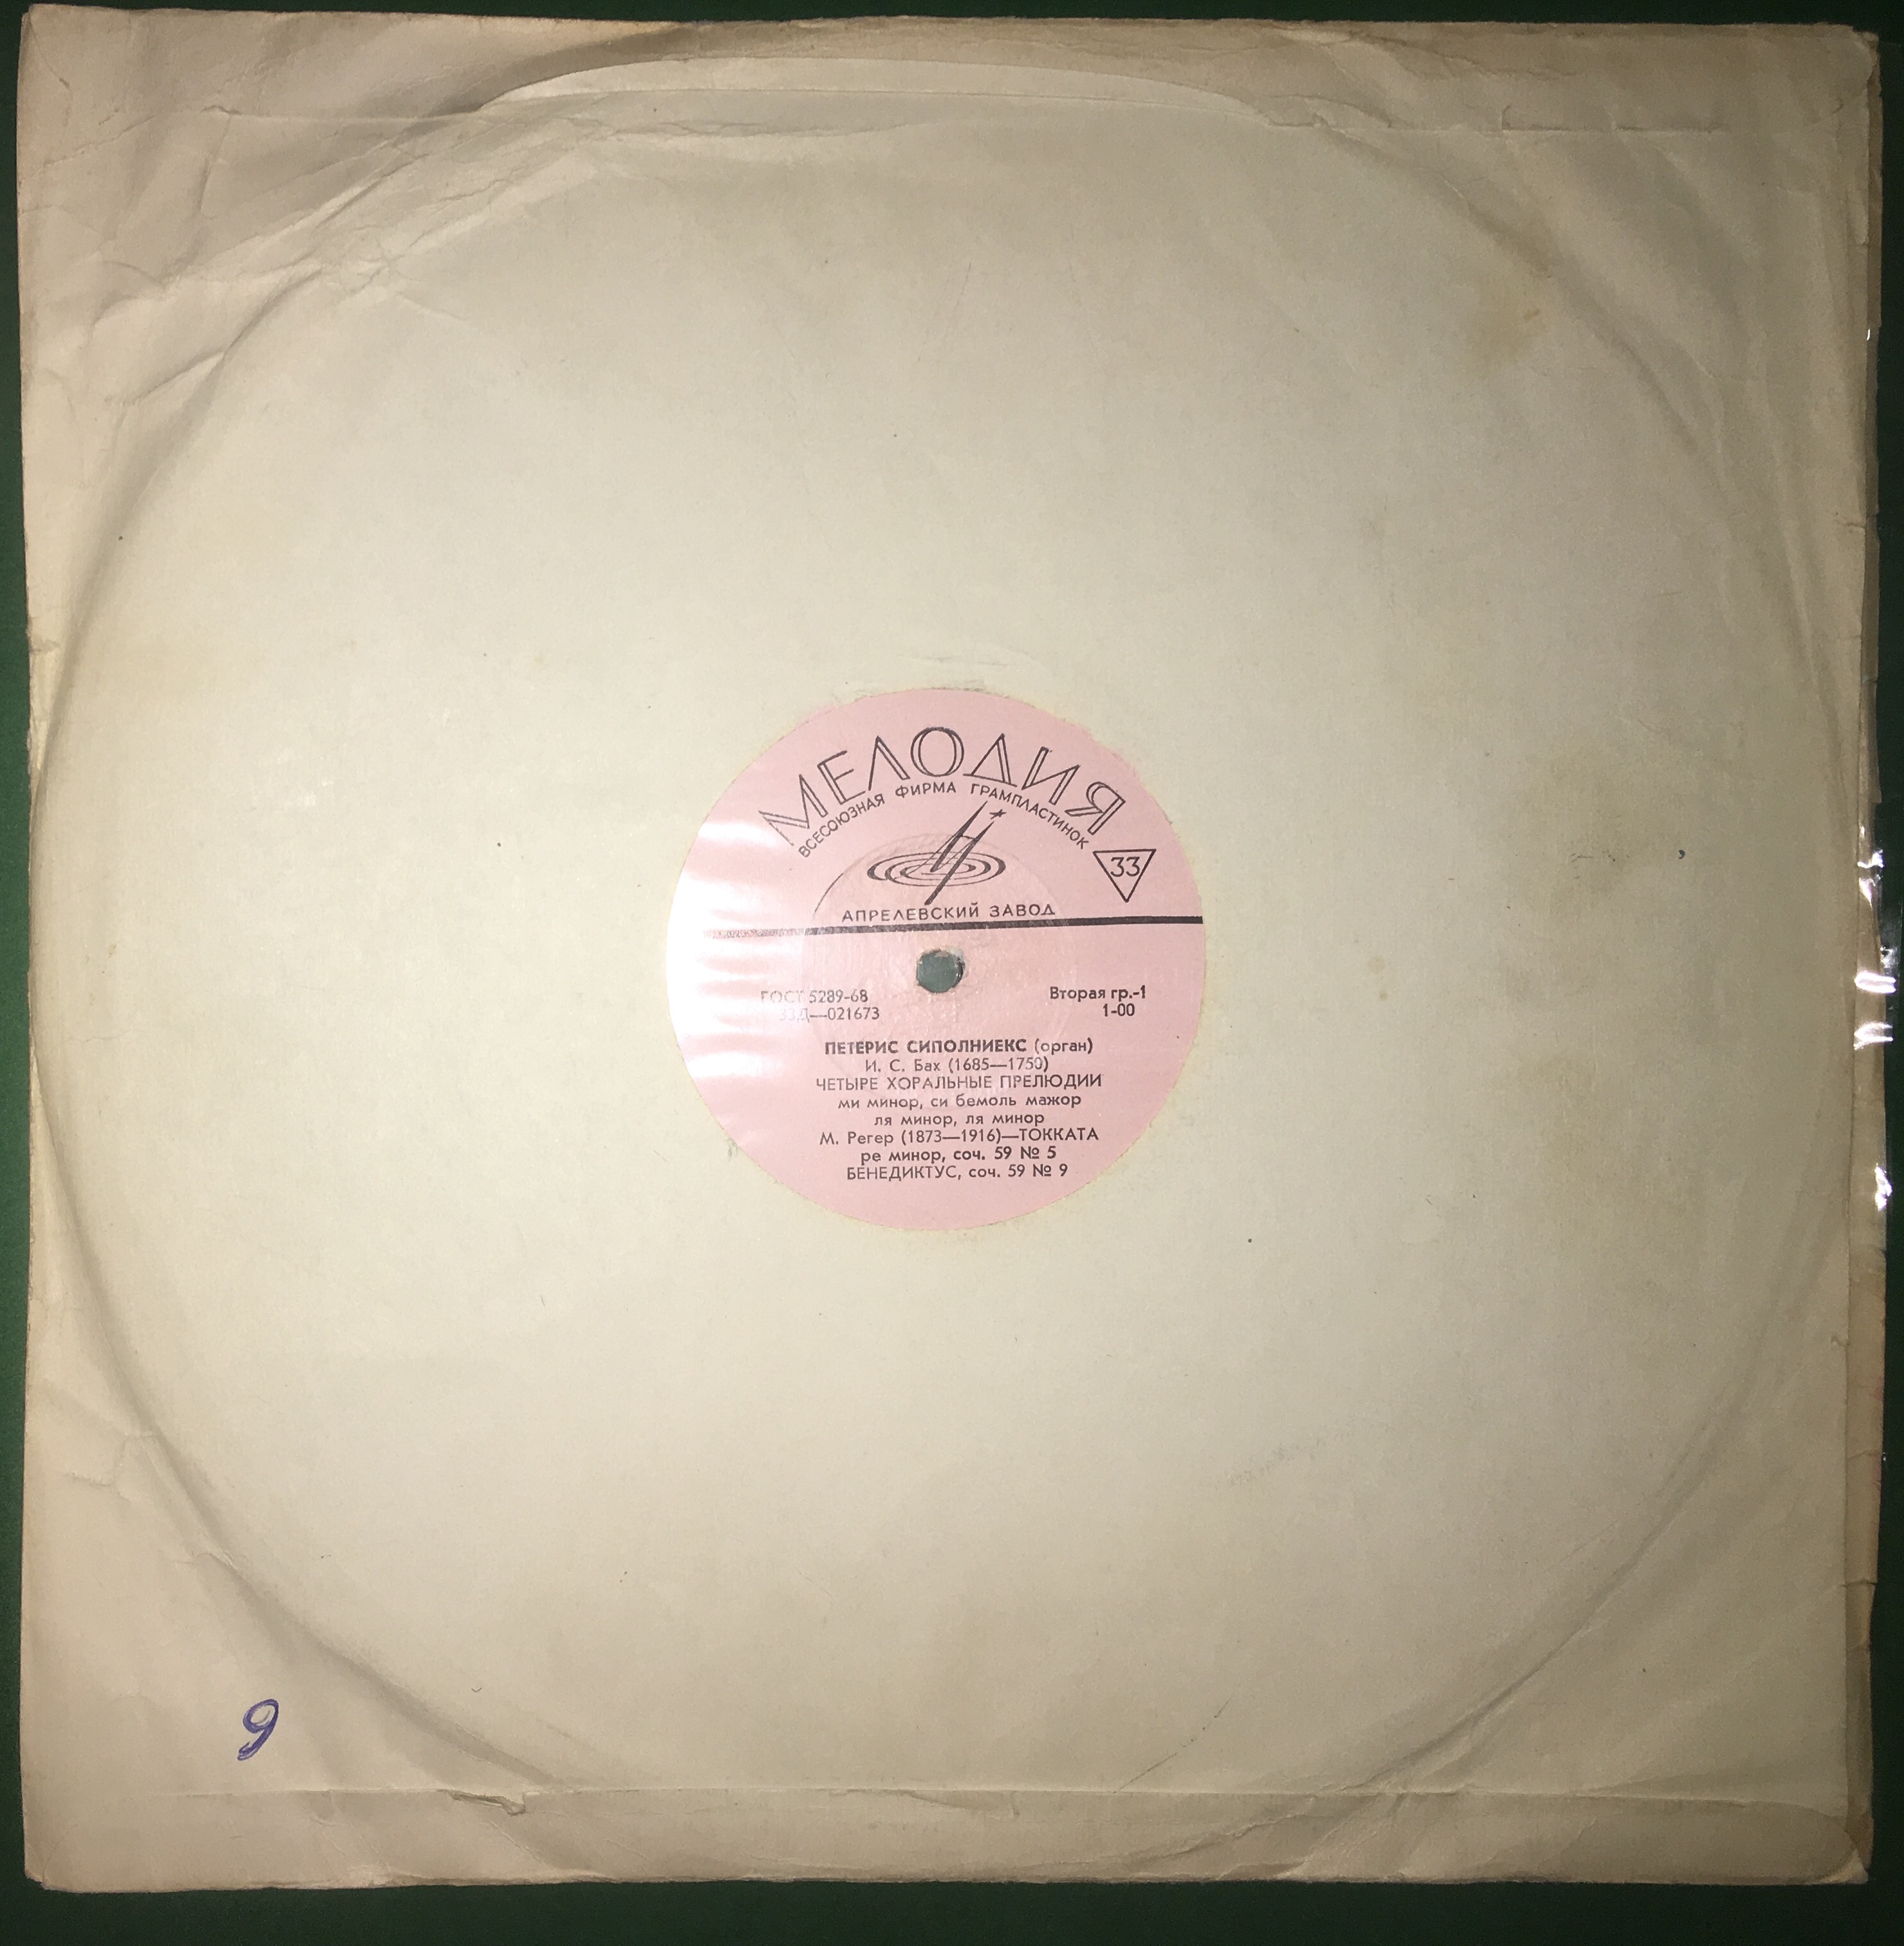 МЕЛОДИЯ
ВСЕСОЮЗНАЯ ФИРМА ГРАМПЛАСТИНОК
33
АПРЕЛЕВСКИЙ ЗАВОД
ГОСТ 5289-68
Вторая гр.-1
33Д—021673
1-00
ПЕТЕРИС СИПОЛНИЕКС (орган)
И. С. Бах (1685—1750)
ЧЕТЫРЕ ХОРАЛЬНЫЕ ПРЕЛЮДИИ
ми минор, си бемоль мажор
ля минор, ля минор
М. Регер (1873—1916)—ТОККАТА
ре минор, соч. 59 № 5
БЕНЕДИКТУС, соч. 59 № 9
9